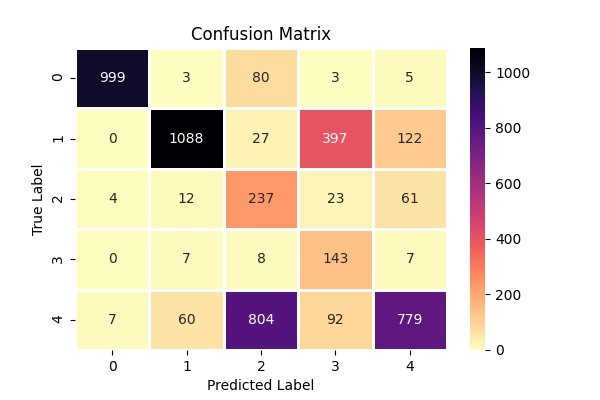 Confusion Matrix
0 999 3 80 3 5
1 0 1088 27 397 122
2 4 12 237 23 61
3 0 7 8 143 7
4 7 60 804 92 779
0 1 2 3 4
True Label
Predicted Label
1000
800
600
400
200
0